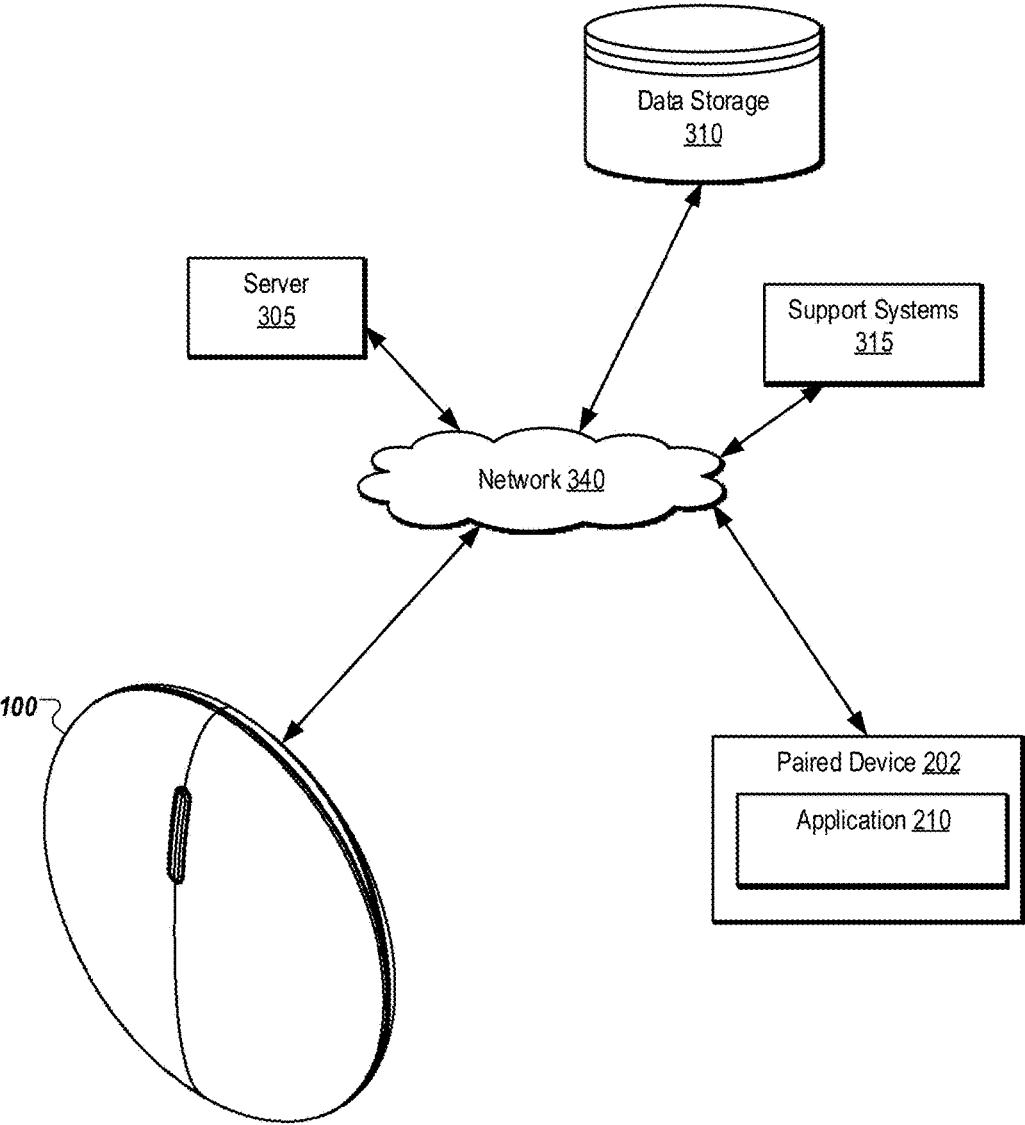 Data Storage
310
Server
305
Support Systems
315
Network 340
100
Paired Device 202
Application 210